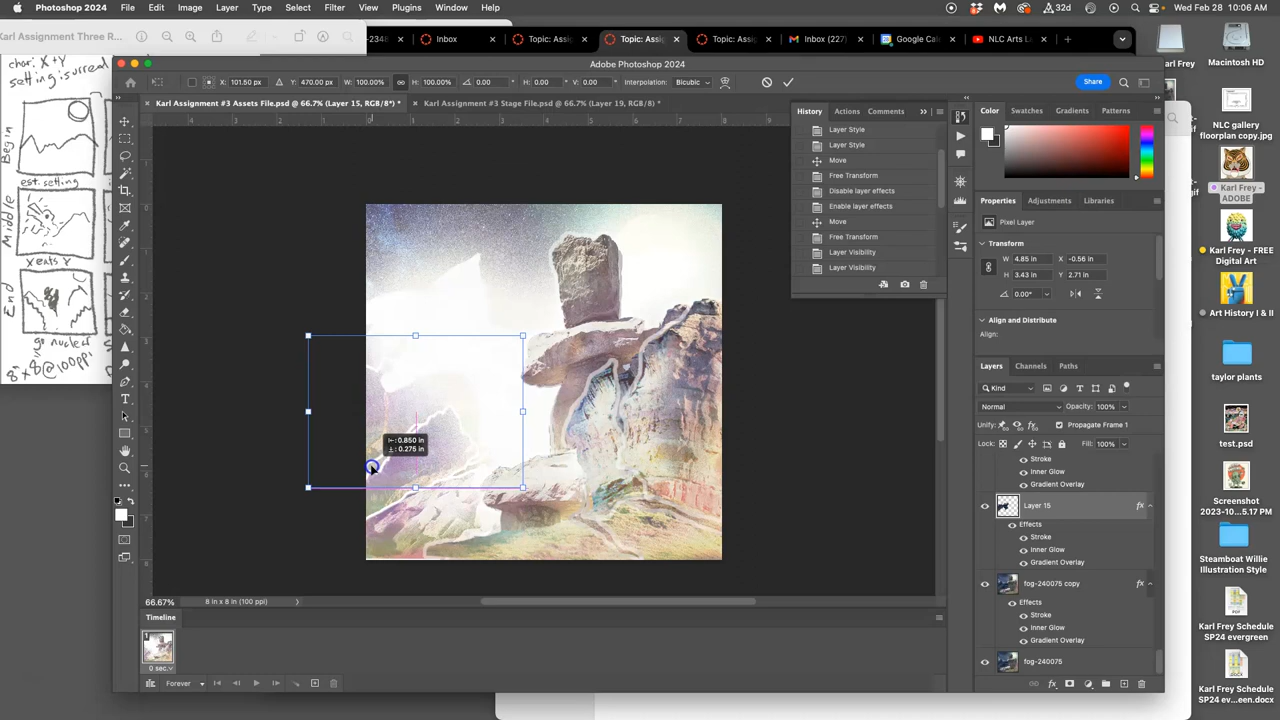 Photoshop 2024 File Edit Image Layer Type Select Filter View Plugins Window Help
32d Wed Feb 28 10:06 AM
Karl Assignment Three R...
Inbox Topic: Assi Topic: Assi Topic: Assi Gmail Inbox (227) Google Cal NLC Arts L
Adobe Photoshop 2024
X: 101.50 px Y: 470.00 px W: 100.00% H: 100.00% 0.00 ° H: 0.00 ° V: 0.00 ° Interpolation: Bicubic Share
Karl Assignment #3 Assets File.psd @ 66.7% (Layer 15, RGB/8*) * Karl Assignment #3 Stage File.psd @ 66.7% (Layer 19, RGB/8) *
char: X + Y
setting: surreal
Begin
est. setting
Middle
X eats Y
End
go nuclear
8"x8"@100ppi
History Actions Comments
Layer Style
Layer Style
Move
Free Transform
Disable layer effects
Enable layer effects
Move
Free Transform
Layer Visibility
Layer Visibility
0.850 in
0.275 in
Color Swatches Gradients Patterns
Properties Adjustments Libraries
Pixel Layer
Transform
W 4.85 in X -0.56 in
H 3.43 in Y 2.71 in
0.00°
Align and Distribute
Align:
Layers Channels Paths
Kind
Normal Opacity: 100%
Unify: Propagate Frame 1
Lock: Fill: 100%
Stroke
Inner Glow
Gradient Overlay
Layer 15 fx
Effects
Stroke
Inner Glow
Gradient Overlay
fog-240075 copy fx
Effects
Stroke
Inner Glow
Gradient Overlay
fog-240075
66.67% 8 in x 8 in (100 ppi)
Timeline
1
0 sec.
Forever
Macintosh HD
NLC gallery
floorplan copy.jpg
Karl Frey -
ADOBE
Karl Frey - FREE
Digital Art
Art History I & II
taylor plants
test.psd
Screenshot
2023-10...5.17 PM
Steamboat Willie
Illustration Style
Karl Frey Schedule
SP24 evergreen
Karl Frey Schedule
SP24 ev...een.docx